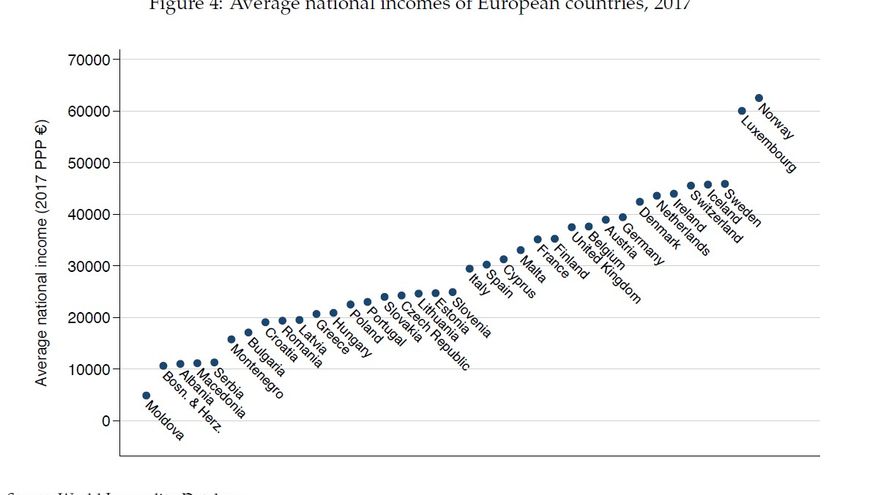 Figure 4: Average national incomes of European countries, 2017
Average national income (2017 PPP €)
70000
60000
50000
40000
30000
20000
10000
0
Moldova
Bosn. & Herz.
Albania
Macedonia
Serbia
Montenegro
Bulgaria
Croatia
Romania
Latvia
Greece
Hungary
Poland
Portugal
Slovakia
Czech Republic
Lithuania
Estonia
Slovenia
Italy
Spain
Cyprus
Malta
France
Finland
United Kingdom
Belgium
Austria
Germany
Denmark
Netherlands
Ireland
Switzerland
Iceland
Sweden
Luxembourg
Norway